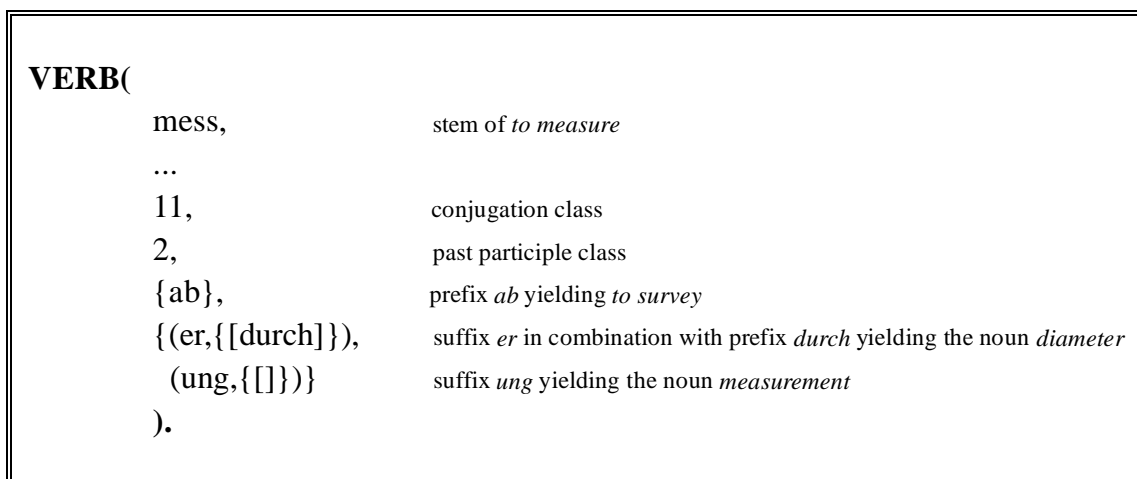 VERB(
mess, stem of to measure
...
11, conjugation class
2, past participle class
{ab}, prefix ab yielding to survey
{(er,{[durch]}), suffix er in combination with prefix durch yielding the noun diameter
(ung,{[]})} suffix ung yielding the noun measurement
).